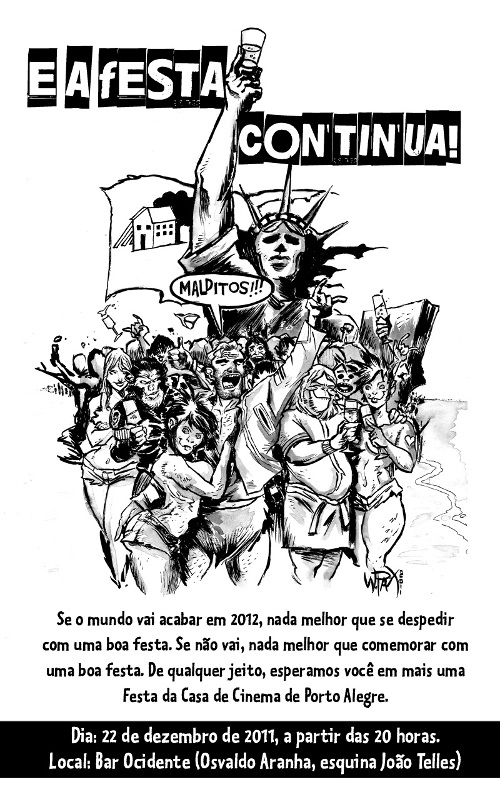 E A fESTA
CONTINUA!
MALDITOS!!!
Se o mundo vai acabar em 2012, nada melhor que se despedir
com uma boa festa. Se não vai, nada melhor que comemorar com
uma boa festa. De qualquer jeito, esperamos você em mais uma
Festa da Casa de Cinema de Porto Alegre.
Dia: 22 de dezembro de 2011, a partir das 20 horas.
Local: Bar Ocidente (Osvaldo Aranha, esquina João Telles)